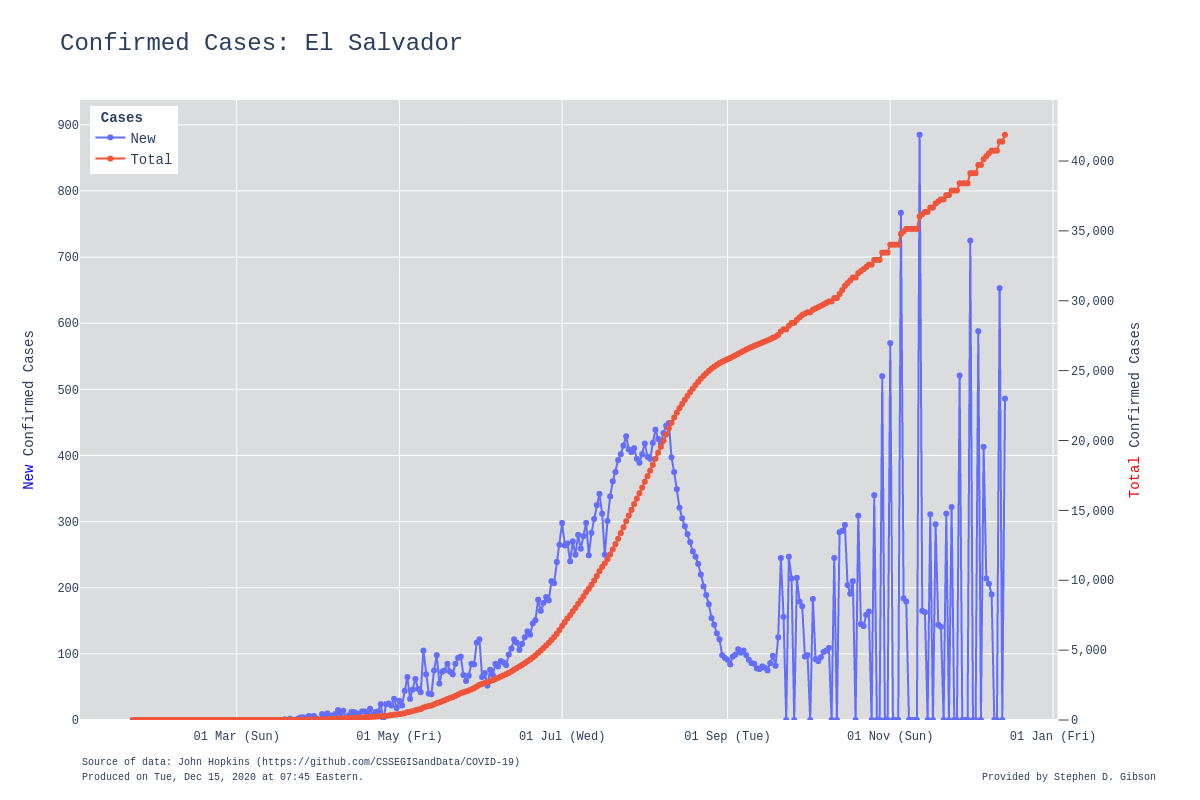 Confirmed Cases: El Salvador
Cases
New
Total
900
800
700
600
500
400
300
200
100
0
New Confirmed Cases
40,000
35,000
30,000
25,000
20,000
15,000
10,000
5,000
0
Total Confirmed Cases
01 Mar (Sun) 01 May (Fri) 01 Jul (Wed) 01 Sep (Tue) 01 Nov (Sun) 01 Jan (Fri)
Source of data: John Hopkins (https://github.com/CSSEGISandData/COVID-19)
Produced on Tue, Dec 15, 2020 at 07:45 Eastern.
Provided by Stephen D. Gibson